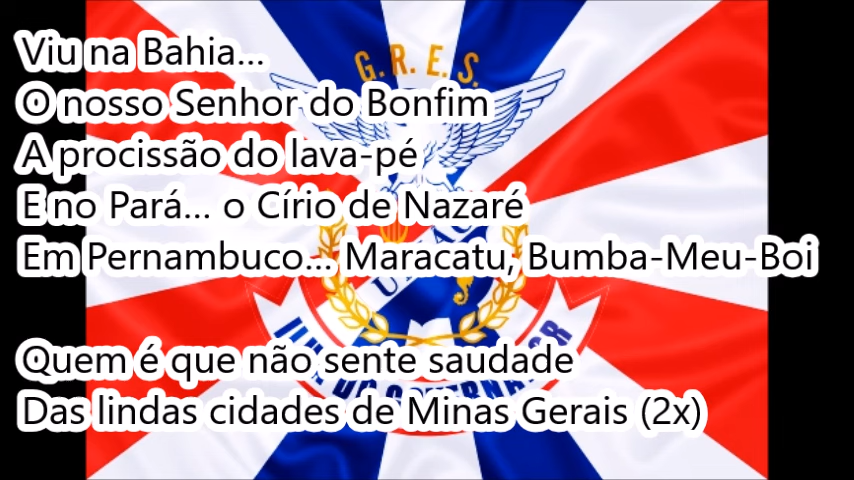 Viu na Bahia...
G. R. E. S.
O nosso Senhor do Bonfim
A procissão do lava-pé
E no Pará... o Círio de Nazaré
Em Pernambuco... Maracatu, Bumba-Meu-Boi
Quem é que não sente saudade
Das lindas cidades de Minas Gerais (2x)